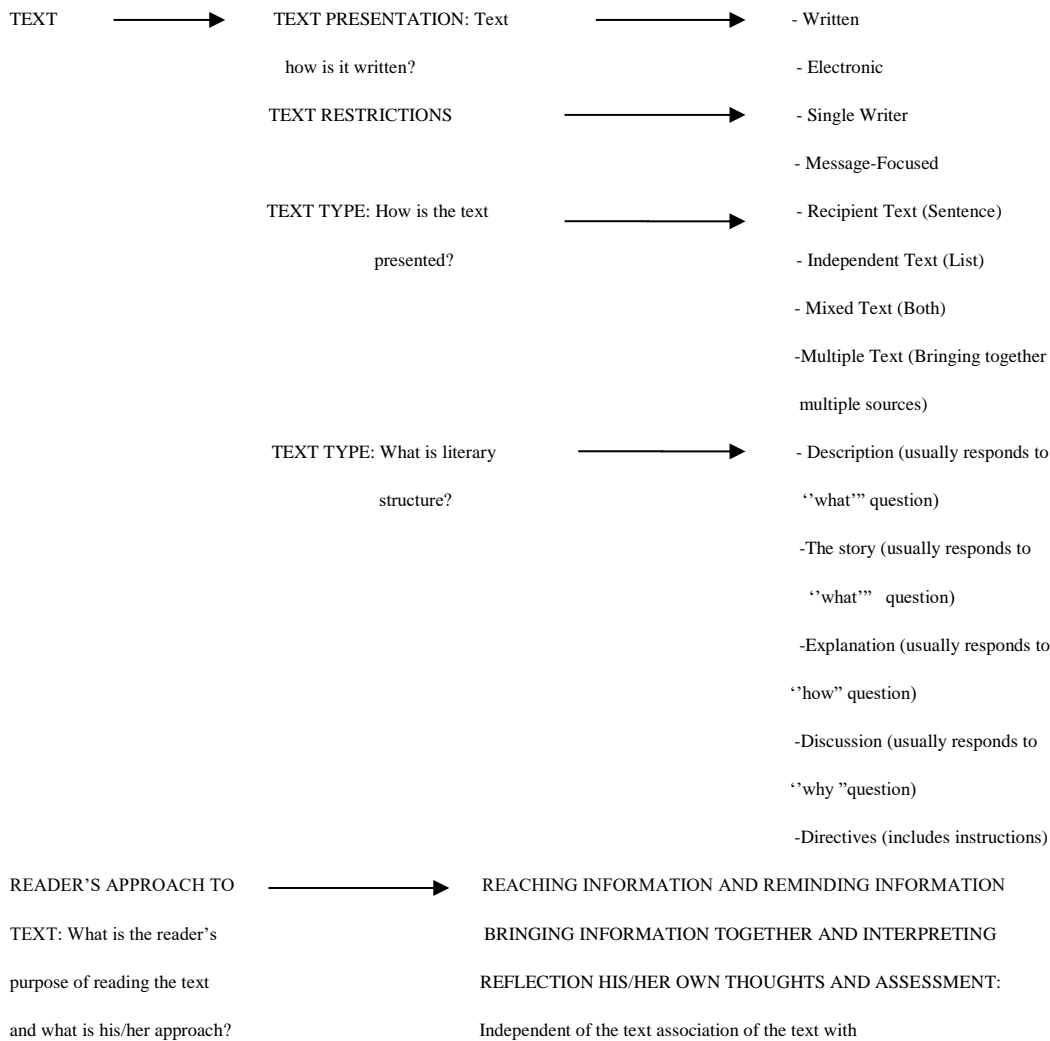 TEXT TEXT PRESENTATION: Text - Written
how is it written? - Electronic
TEXT RESTRICTIONS - Single Writer
- Message-Focused
TEXT TYPE: How is the text - Recipient Text (Sentence)
presented? - Independent Text (List)
- Mixed Text (Both)
-Multiple Text (Bringing together
multiple sources)
TEXT TYPE: What is literary - Description (usually responds to
structure? ‘’what’” question)
-The story (usually responds to
‘’what’” question)
-Explanation (usually responds to
‘’how” question)
-Discussion (usually responds to
‘’why ”question)
-Directives (includes instructions)
READER’S APPROACH TO REACHING INFORMATION AND REMINDING INFORMATION
TEXT: What is the reader’s BRINGING INFORMATION TOGETHER AND INTERPRETING
purpose of reading the text REFLECTION HIS/HER OWN THOUGHTS AND ASSESSMENT:
and what is his/her approach? Independent of the text association of the text with